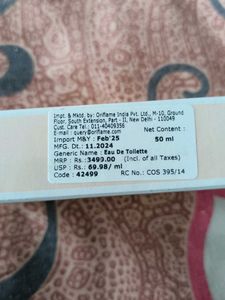 Impt. & Mktd. by: Oriflame India Pvt. Ltd., M-10, Ground
Floor, South Extension, Part - II, New Delhi - 110049
Cust. Care Tel : 011-40409356
E-mail : query@oriflame.com Net Content :
Import M&Y : Feb'25 50 ml
MFG. Dt.: 11.2024
Generic Name : Eau De Toilette
MRP : Rs.: 3499.00 (Incl. of all Taxes)
USP : Rs.: 69.98/ ml
Code : 42499 RC No.: COS 395/14